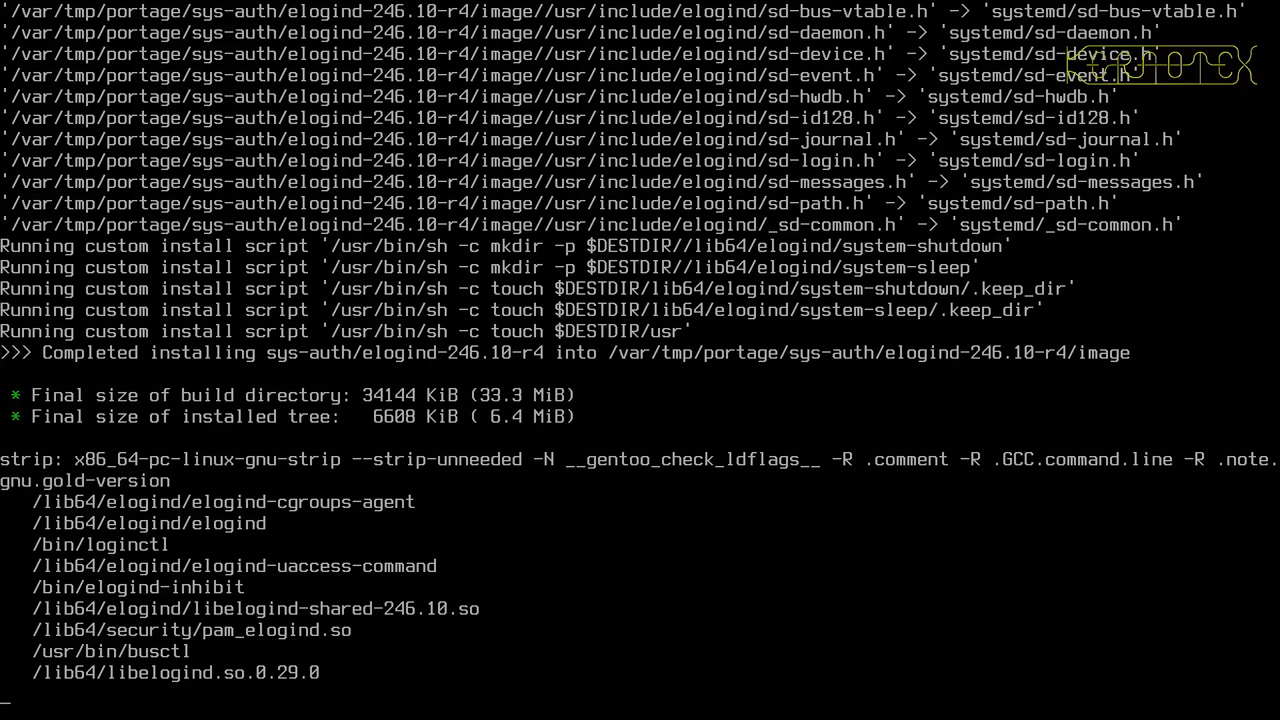 '/var/tmp/portage/sys-auth/elogind-246.10-r4/image//usr/include/elogind/sd-bus-vtable.h' -> 'systemd/sd-bus-vtable.h'
'/var/tmp/portage/sys-auth/elogind-246.10-r4/image//usr/include/elogind/sd-daemon.h' -> 'systemd/sd-daemon.h'
'/var/tmp/portage/sys-auth/elogind-246.10-r4/image//usr/include/elogind/sd-device.h' -> 'systemd/sd-device.h'
'/var/tmp/portage/sys-auth/elogind-246.10-r4/image//usr/include/elogind/sd-event.h' -> 'systemd/sd-event.h'
'/var/tmp/portage/sys-auth/elogind-246.10-r4/image//usr/include/elogind/sd-hwdb.h' -> 'systemd/sd-hwdb.h'
'/var/tmp/portage/sys-auth/elogind-246.10-r4/image//usr/include/elogind/sd-id128.h' -> 'systemd/sd-id128.h'
'/var/tmp/portage/sys-auth/elogind-246.10-r4/image//usr/include/elogind/sd-journal.h' -> 'systemd/sd-journal.h'
'/var/tmp/portage/sys-auth/elogind-246.10-r4/image//usr/include/elogind/sd-login.h' -> 'systemd/sd-login.h'
'/var/tmp/portage/sys-auth/elogind-246.10-r4/image//usr/include/elogind/sd-messages.h' -> 'systemd/sd-messages.h'
'/var/tmp/portage/sys-auth/elogind-246.10-r4/image//usr/include/elogind/sd-path.h' -> 'systemd/sd-path.h'
'/var/tmp/portage/sys-auth/elogind-246.10-r4/image//usr/include/elogind/_sd-common.h' -> 'systemd/_sd-common.h'
Running custom install script '/usr/bin/sh -c mkdir -p $DESTDIR//lib64/elogind/system-shutdown'
Running custom install script '/usr/bin/sh -c mkdir -p $DESTDIR//lib64/elogind/system-sleep'
Running custom install script '/usr/bin/sh -c touch $DESTDIR/lib64/elogind/system-shutdown/.keep_dir'
Running custom install script '/usr/bin/sh -c touch $DESTDIR/lib64/elogind/system-sleep/.keep_dir'
Running custom install script '/usr/bin/sh -c touch $DESTDIR/usr'
>>> Completed installing sys-auth/elogind-246.10-r4 into /var/tmp/portage/sys-auth/elogind-246.10-r4/image
* Final size of build directory: 34144 KiB (33.3 MiB)
* Final size of installed tree:   6608 KiB ( 6.4 MiB)
strip: x86_64-pc-linux-gnu-strip --strip-unneeded -N __gentoo_check_ldflags__ -R .comment -R .GCC.command.line -R .note.
gnu.gold-version
/lib64/elogind/elogind-cgroups-agent
/lib64/elogind/elogind
/bin/loginctl
/lib64/elogind/elogind-uaccess-command
/bin/elogind-inhibit
/lib64/elogind/libelogind-shared-246.10.so
/lib64/security/pam_elogind.so
/usr/bin/busctl
/lib64/libelogind.so.0.29.0